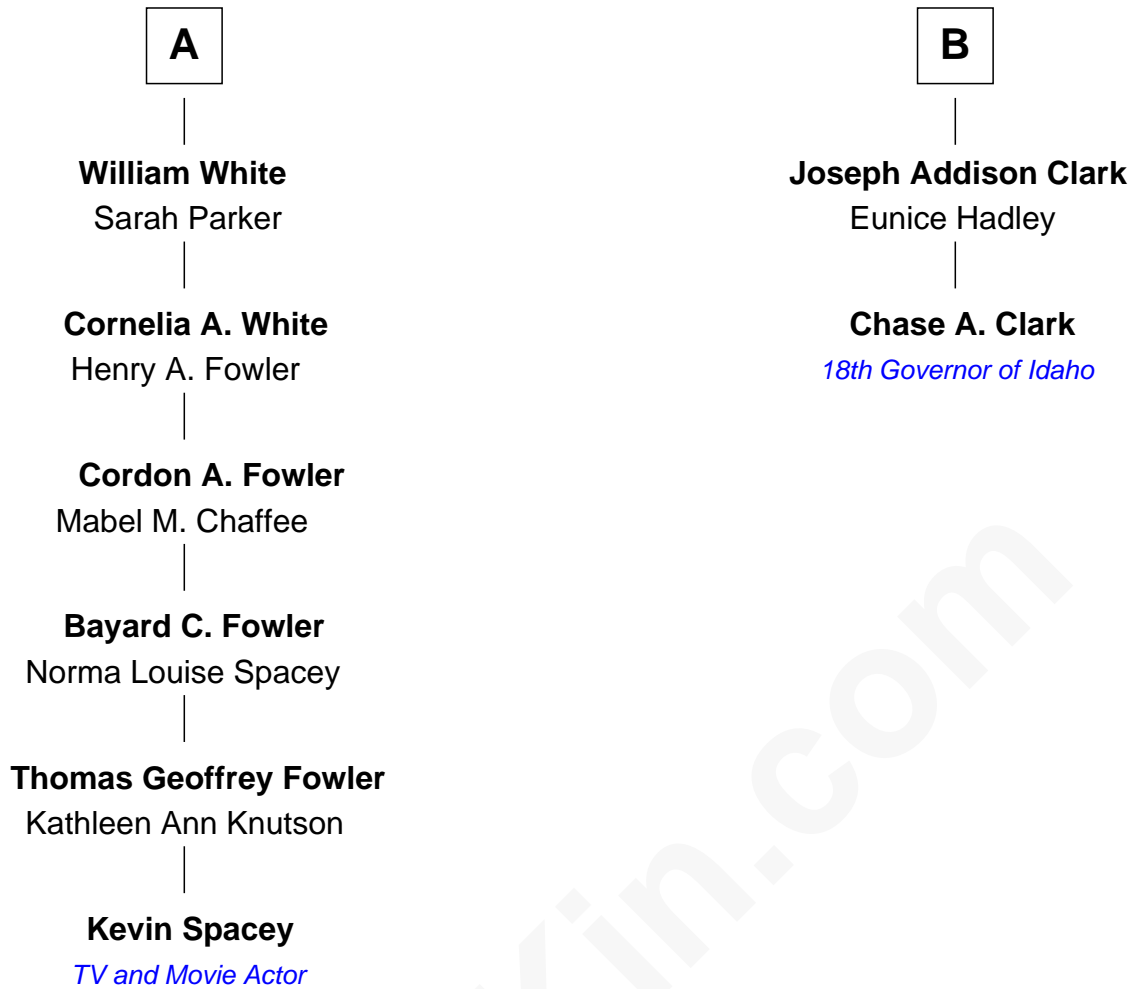 A
William White
Sarah Parker
Cornelia A. White
Henry A. Fowler
Cordon A. Fowler
Mabel M. Chaffee
Bayard C. Fowler
Norma Louise Spacey
Thomas Geoffrey Fowler
Kathleen Ann Knutson
Kevin Spacey
TV and Movie Actor
B
Joseph Addison Clark
Eunice Hadley
Chase A. Clark
18th Governor of Idaho
Kin.com